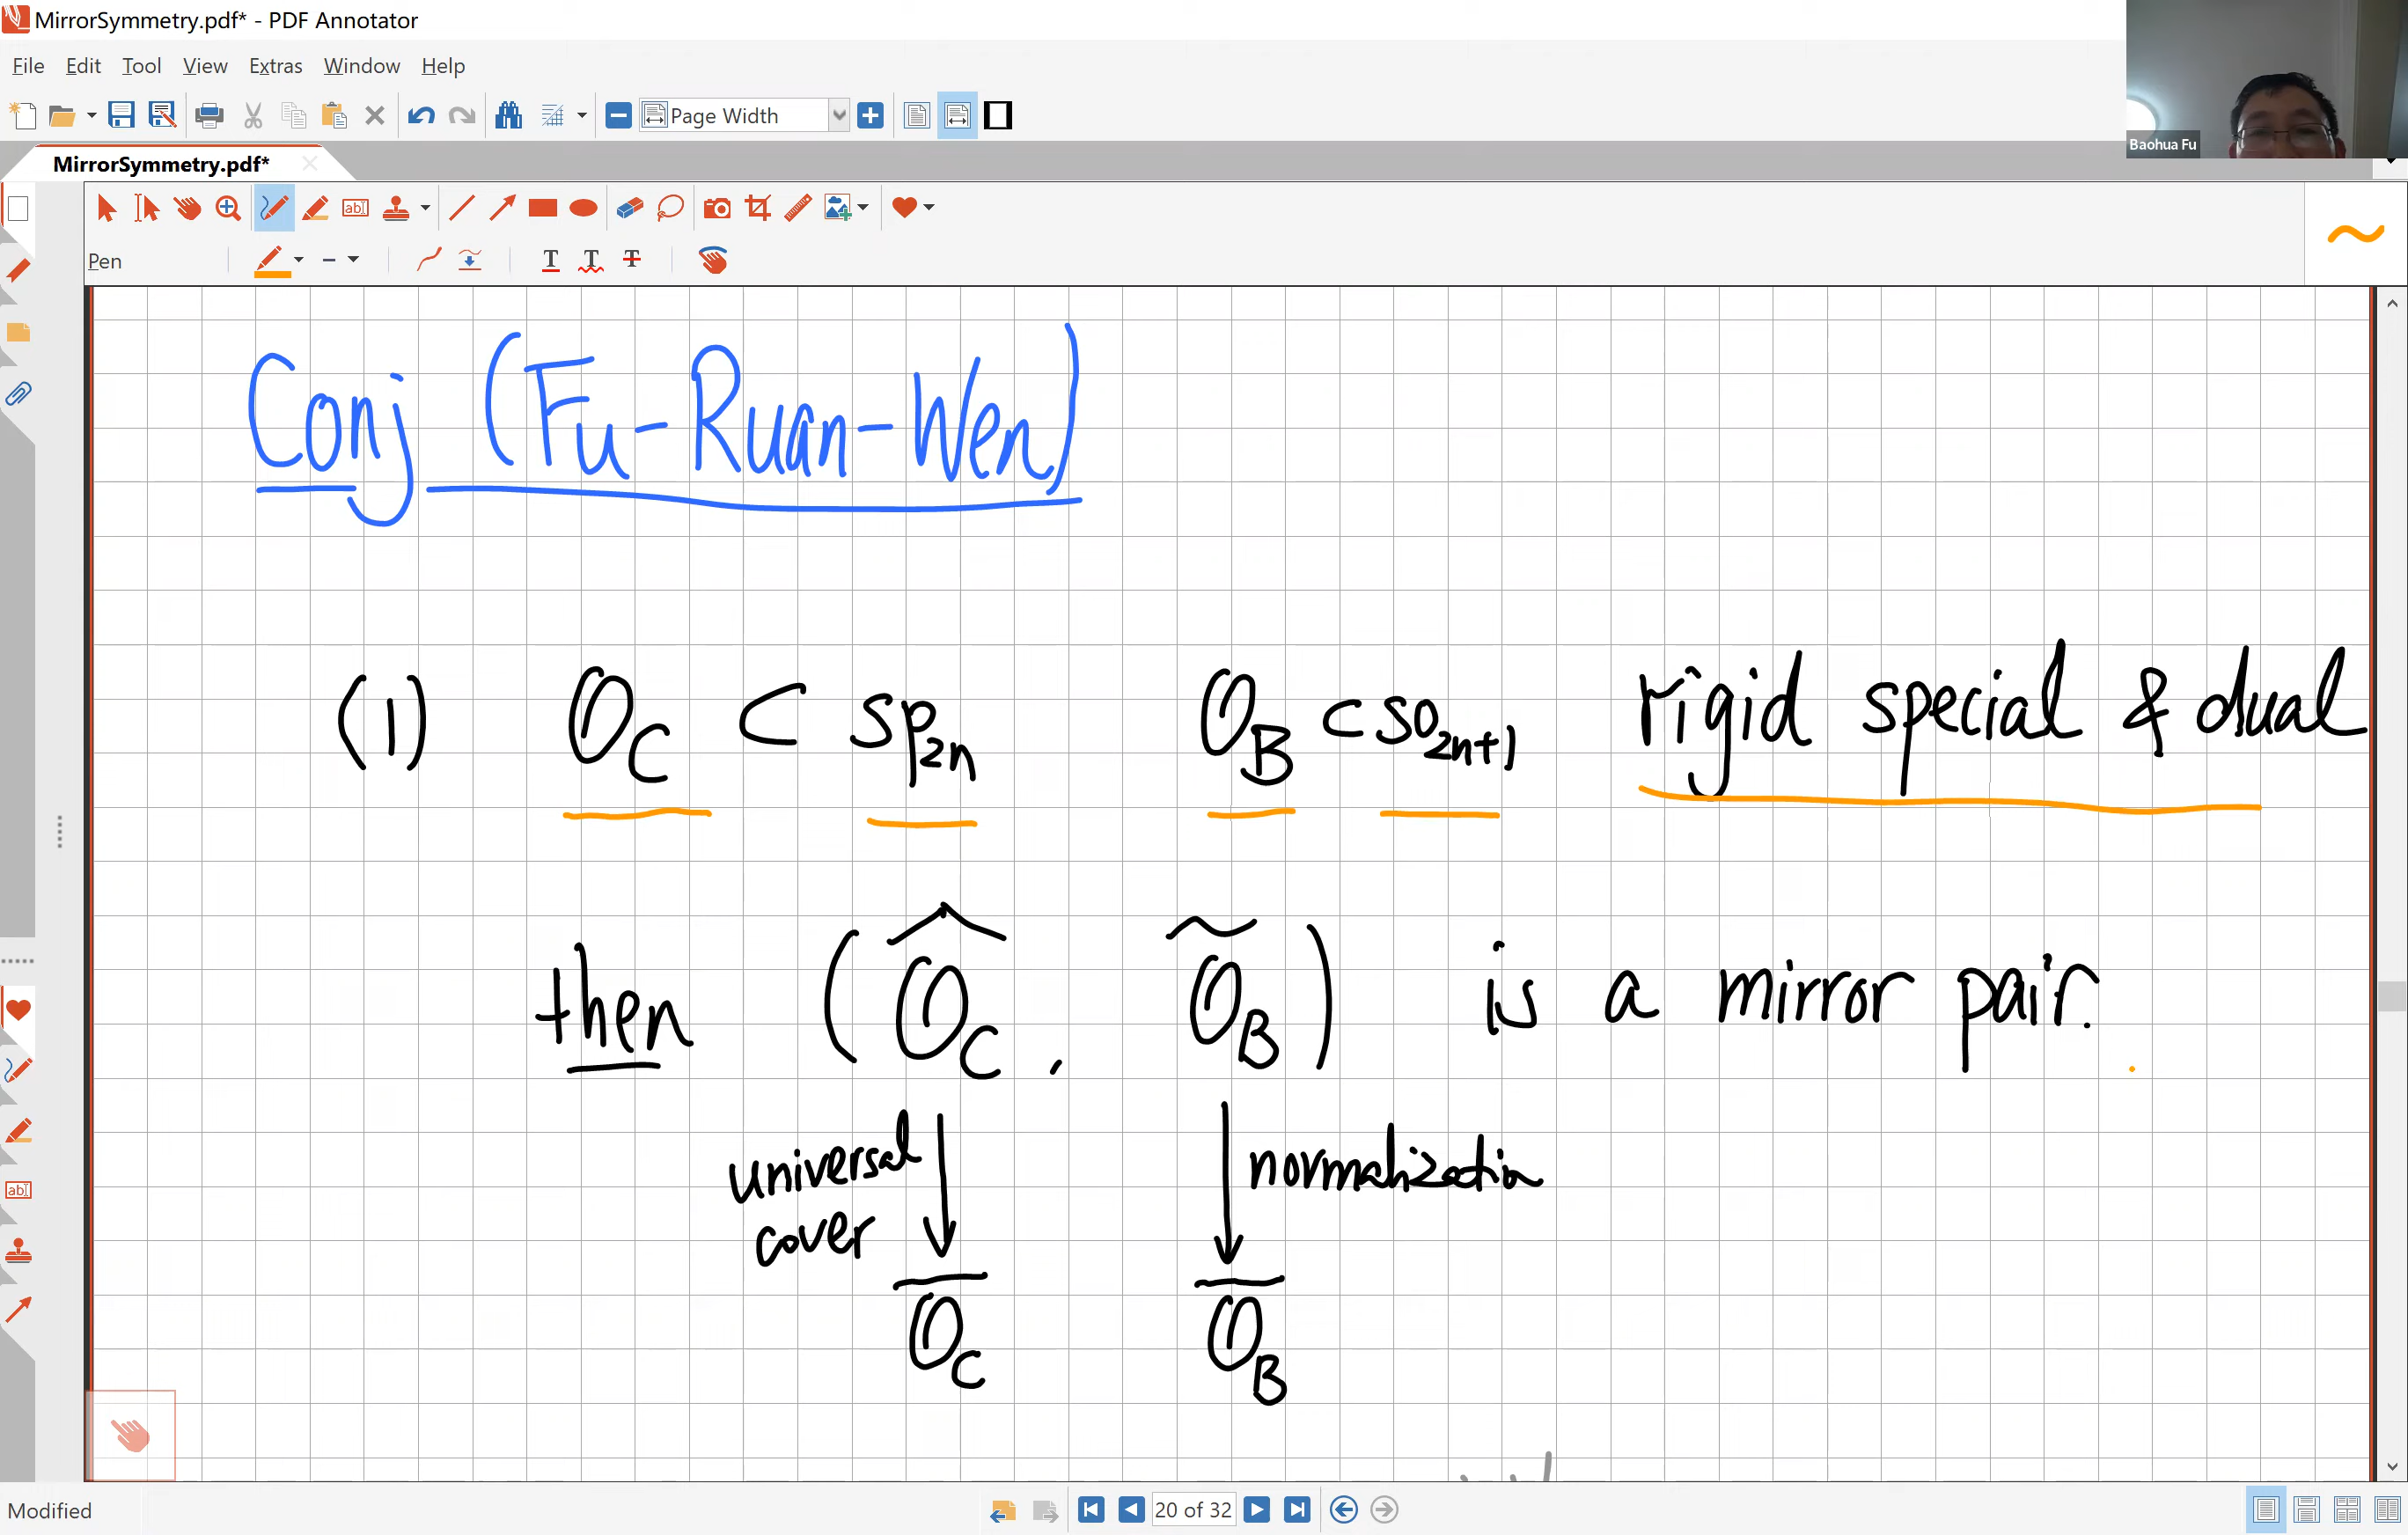 MirrorSymmetry.pdf* - PDF Annotator
File Edit Tool View Extras Window Help
Page Width
Baohua Fu
MirrorSymmetry.pdf*
Pen
Conj (Fu-Ruan-Wen)
(1) O_C ⊂ sp_2n O_B ⊂ so_2n+1 rigid special & dual
then (Ô_C, Õ_B) is a mirror pair.
universal cover
normalization
O̅_C O̅_B
Modified
20 of 32